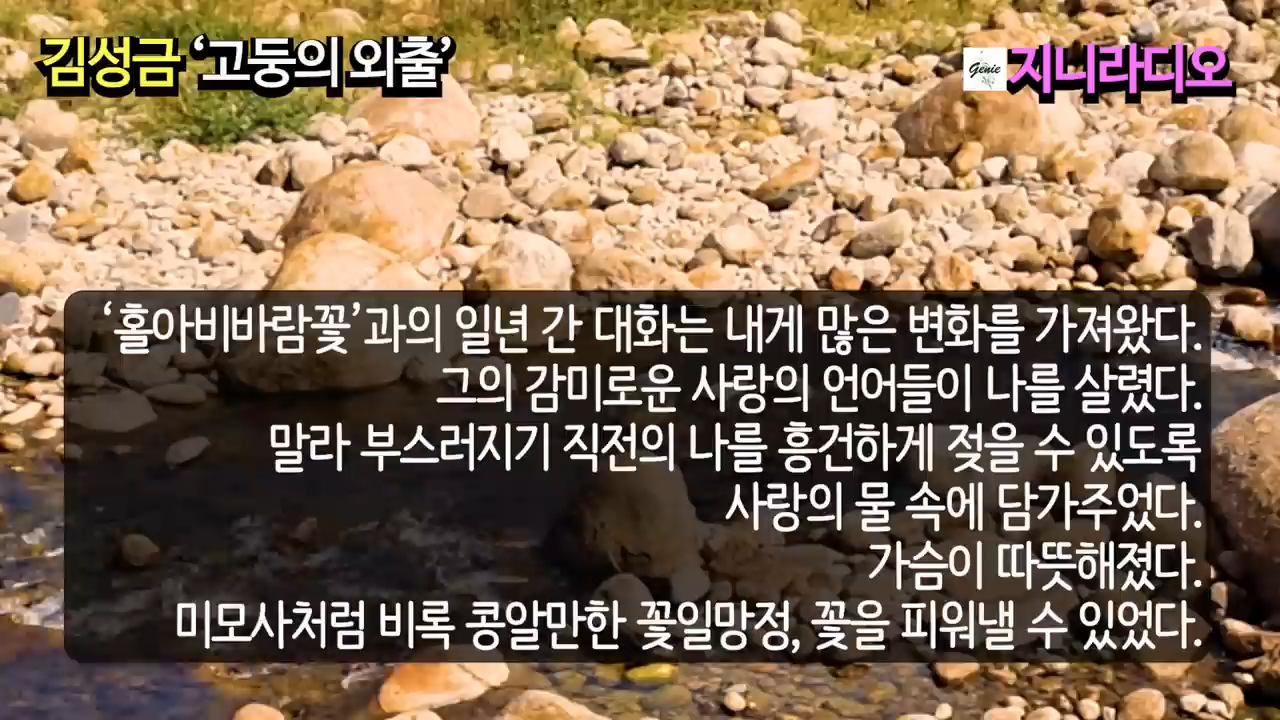 김성금 ‘고둥의 외출’
Genie 지니라디오
‘홀아비바람꽃’과의 일년 간 대화는 내게 많은 변화를 가져왔다.
그의 감미로운 사랑의 언어들이 나를 살렸다.
말라 부스러지기 직전의 나를 흥건하게 젖을 수 있도록
사랑의 물 속에 담가주었다.
가슴이 따뜻해졌다.
미모사처럼 비록 콩알만한 꽃일망정, 꽃을 피워낼 수 있었다.